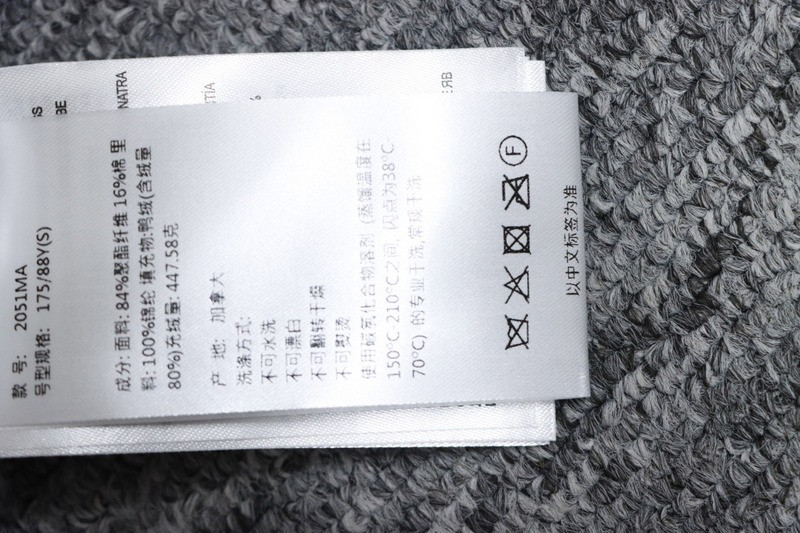 款 号: 2051MA
号型规格: 175/88Y(S)
成分: 面料: 84%聚酯纤维 16%棉 里
料: 100%锦纶 填充物:鸭绒(含绒量
80%)充绒量: 447.58克
产 地: 加拿大
洗涤方式:
不可水洗
不可漂白
不可翻转干燥
不可熨烫
使用碳氢化合物溶剂 (蒸馏温度在
150°C-210°C之间, 闪点为38°C-
70°C) 的专业干洗,常规干洗
F
以中文标签为准
NATRA